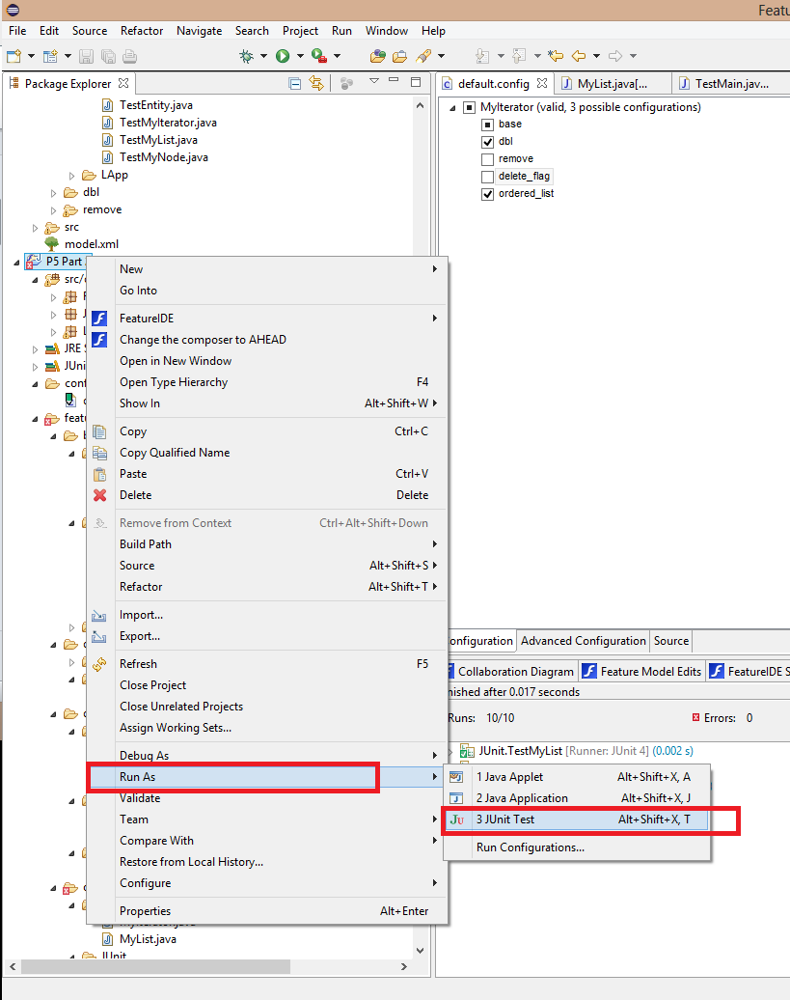 Featu
File Edit Source Refactor Navigate Search Project Run Window Help
Package Explorer
default.config MyList.java[... TestMain.jav...
TestEntity.java
TestMyIterator.java
TestMyList.java
TestMyNode.java
LApp
dbl
remove
src
model.xml
P5 Part
src/
JRE S
JUni
conf
featu
MyIterator (valid, 3 possible configurations)
base
dbl
remove
delete_flag
ordered_list
New
Go Into
FeatureIDE
Change the composer to AHEAD
Open in New Window
Open Type Hierarchy F4
Show In Alt+Shift+W
Copy Ctrl+C
Copy Qualified Name
Paste Ctrl+V
Delete Delete
Remove from Context Ctrl+Alt+Shift+Down
Build Path
Source Alt+Shift+S
Refactor Alt+Shift+T
Import...
Export...
Refresh F5
Close Project
Close Unrelated Projects
Assign Working Sets...
Debug As
Run As
Validate
Team
Compare With
Restore from Local History...
Configure
Properties Alt+Enter
MyList.java
JUnit
onfiguration Advanced Configuration Source
Collaboration Diagram Feature Model Edits FeatureIDE S
nished after 0.017 seconds
Runs: 10/10 Errors: 0
JUnit.TestMyList [Runner: JUnit 4] (0.002 s)
1 Java Applet Alt+Shift+X, A
2 Java Application Alt+Shift+X, J
3 JUnit Test Alt+Shift+X, T
Run Configurations...